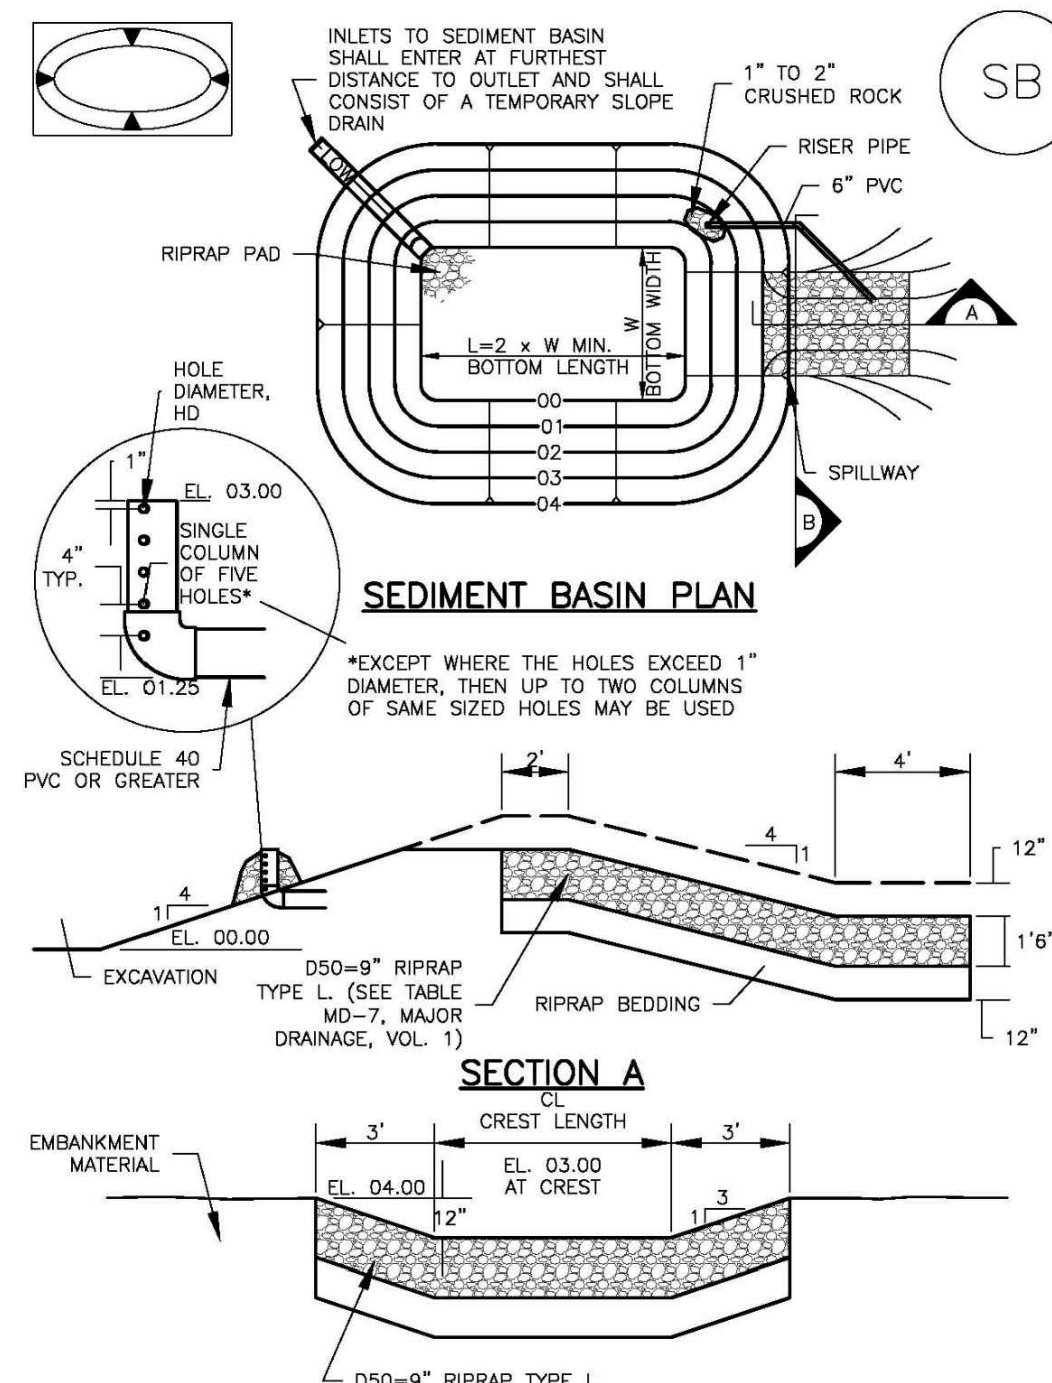 INLETS TO SEDIMENT BASIN
SHALL ENTER AT FURTHEST
DISTANCE TO OUTLET AND SHALL
CONSIST OF A TEMPORARY SLOPE
DRAIN
1" TO 2"
CRUSHED ROCK
SB
RISER PIPE
6" PVC
FLOW
RIPRAP PAD
W
BOTTOM WIDTH
L=2 x W MIN.
BOTTOM LENGTH
A
00
01
02
03
04
SPILLWAY
B
HOLE
DIAMETER,
HD
1"
EL. 03.00
4"
TYP.
SINGLE
COLUMN
OF FIVE
HOLES*
EL. 01.25
SEDIMENT BASIN PLAN
*EXCEPT WHERE THE HOLES EXCEED 1"
DIAMETER, THEN UP TO TWO COLUMNS
OF SAME SIZED HOLES MAY BE USED
SCHEDULE 40
PVC OR GREATER
2'
4'
4
1
12"
4
1
EL. 00.00
1'6"
EXCAVATION
D50=9" RIPRAP
TYPE L. (SEE TABLE
MD-7, MAJOR
DRAINAGE, VOL. 1)
RIPRAP BEDDING
12"
SECTION A
CL
CREST LENGTH
EMBANKMENT
MATERIAL
3'
3'
EL. 04.00
EL. 03.00
AT CREST
12"
3
1
D50=9" RIPRAP TYPE L